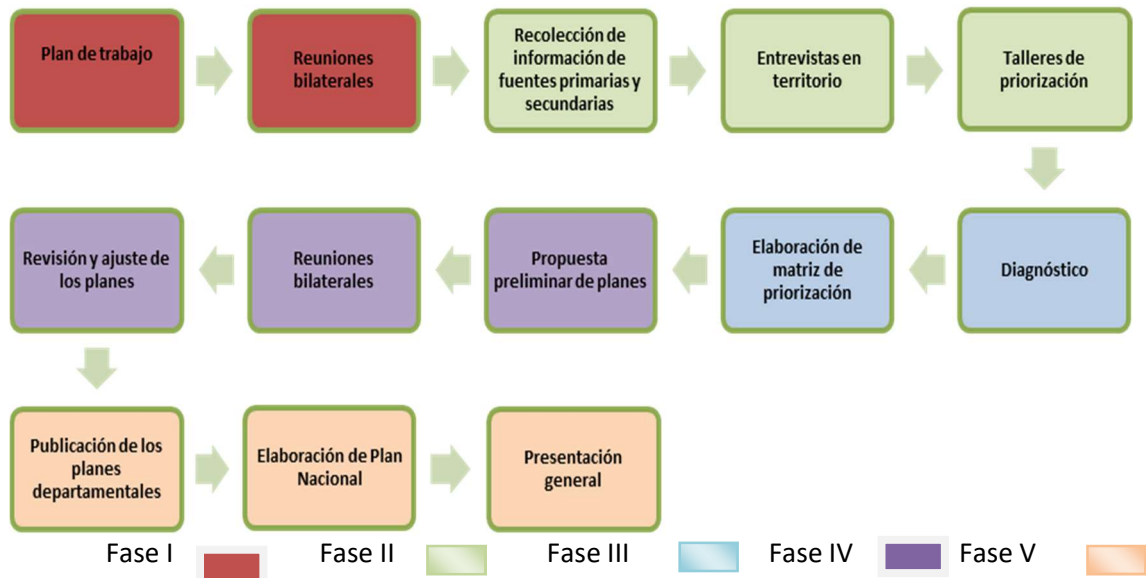 Plan de trabajo
Reuniones
bilaterales
Recolección de
información de
fuentes primarias y
secundarias
Entrevistas en
territorio
Talleres de
priorización
Revisión y ajuste de
los planes
Reuniones
bilaterales
Propuesta
preliminar de planes
Elaboración de
matriz de
priorización
Diagnóstico
Publicación de los
planes
departamentales
Elaboración de Plan
Nacional
Presentación
general
Fase I Fase II Fase III Fase IV Fase V